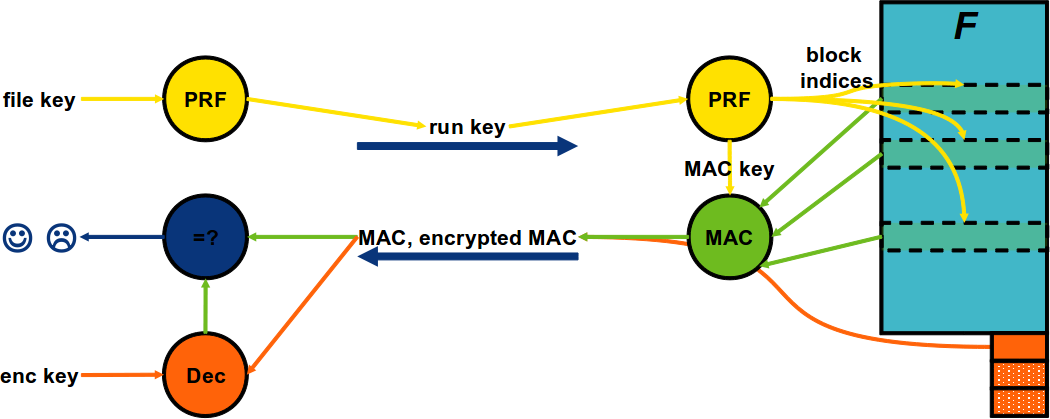 F
block
indices
file key
PRF
run key
PRF
MAC key
=?
MAC, encrypted MAC
MAC
enc key
Dec